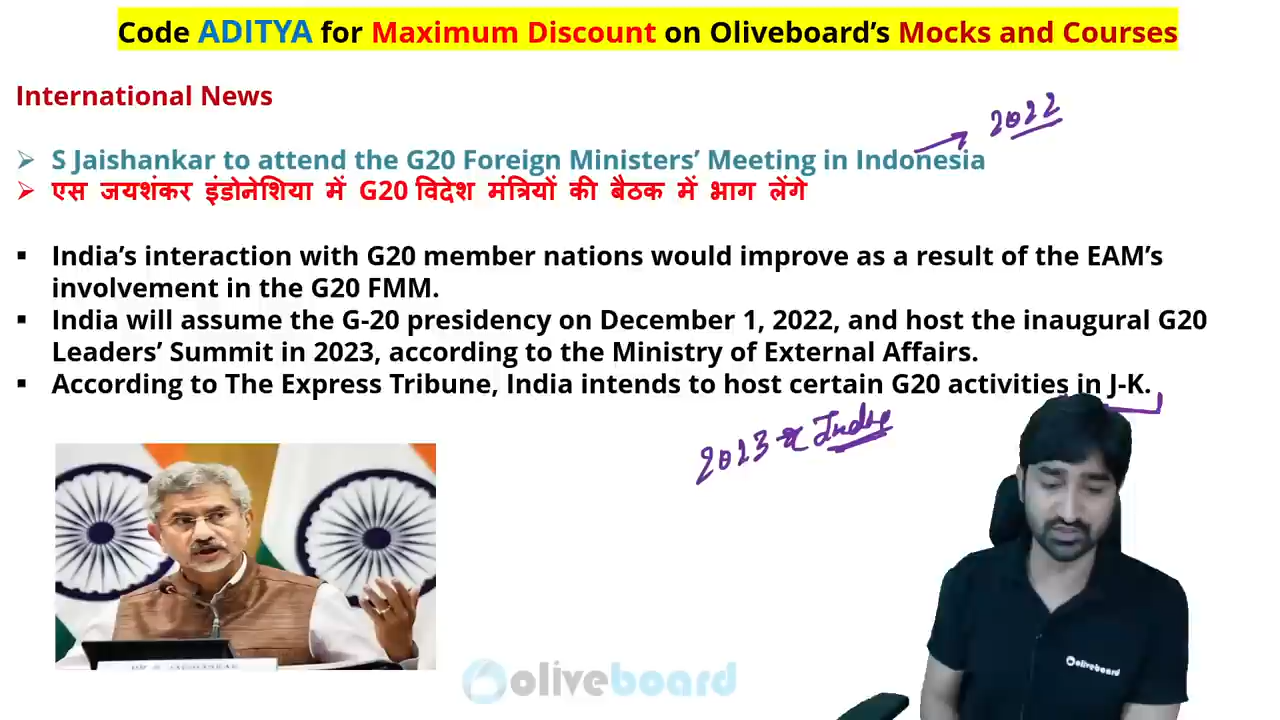 Code ADITYA for Maximum Discount on Oliveboard’s Mocks and Courses
International News
2022
➢ S Jaishankar to attend the G20 Foreign Ministers’ Meeting in Indonesia
➢ एस जयशंकर इंडोनेशिया में G20 विदेश मंत्रियों की बैठक में भाग लेंगे
▪ India’s interaction with G20 member nations would improve as a result of the EAM’s
involvement in the G20 FMM.
▪ India will assume the G-20 presidency on December 1, 2022, and host the inaugural G20
Leaders’ Summit in 2023, according to the Ministry of External Affairs.
▪ According to The Express Tribune, India intends to host certain G20 activities in J-K.
2023 India
oliveboard
oliveboard